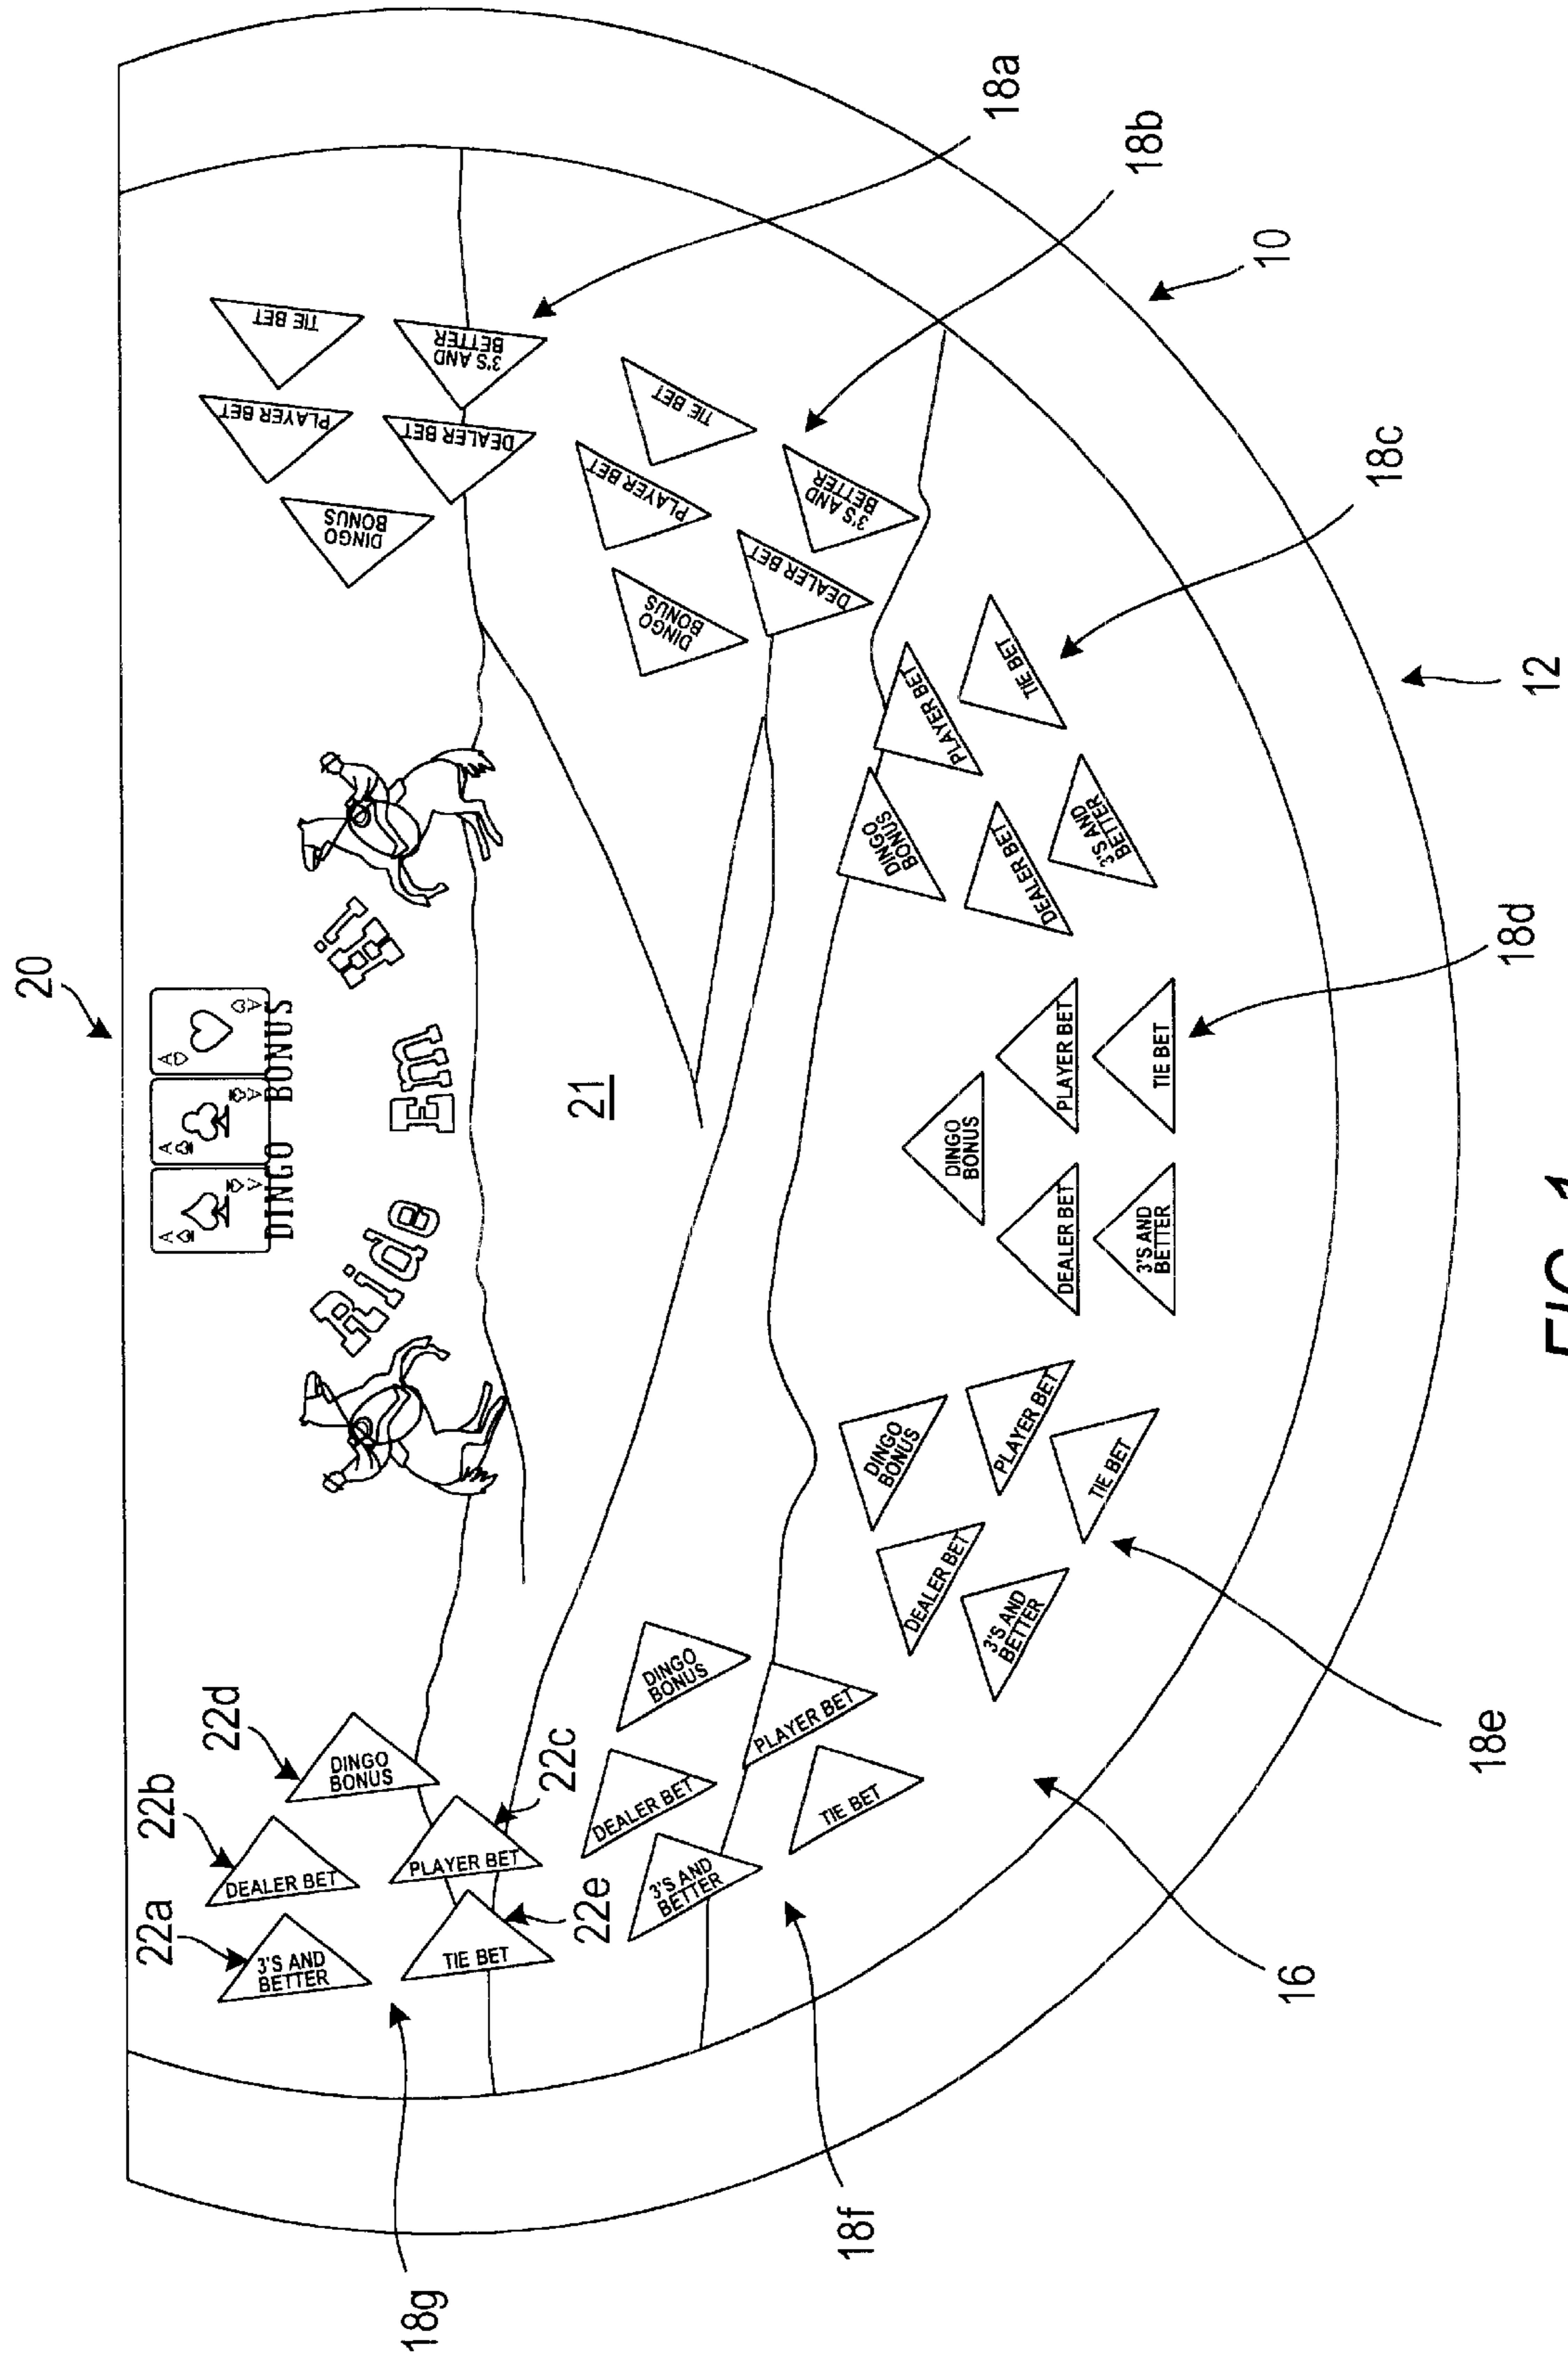 20
A
A
A
A
A
A
DINGO BONUS
Ride Em In!
21
TIE BET
PLAYER BET
3'S AND
BETTER
DEALER BET
DINGO
BONUS
18a
TIE BET
PLAYER BET
3'S AND
BETTER
DEALER BET
DINGO
BONUS
18b
10
TIE BET
PLAYER BET
3'S AND
BETTER
DEALER BET
DINGO
BONUS
18c
12
DINGO
BONUS
PLAYER BET
DEALER BET
TIE BET
3'S AND
BETTER
18d
DINGO
BONUS
PLAYER BET
DEALER BET
TIE BET
3'S AND
BETTER
18e
DINGO
BONUS
DEALER BET
PLAYER BET
3'S AND
BETTER
TIE BET
18f
16
22d
DINGO
BONUS
22b
DEALER BET
22c
PLAYER BET
22a
3'S AND
BETTER
22e
TIE BET
18g
FIG. 1